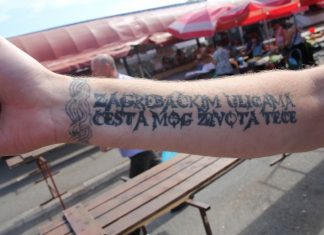 ZAGREBAČKIM ULICAMA
CESTA MOG ŽIVOTA TEČE